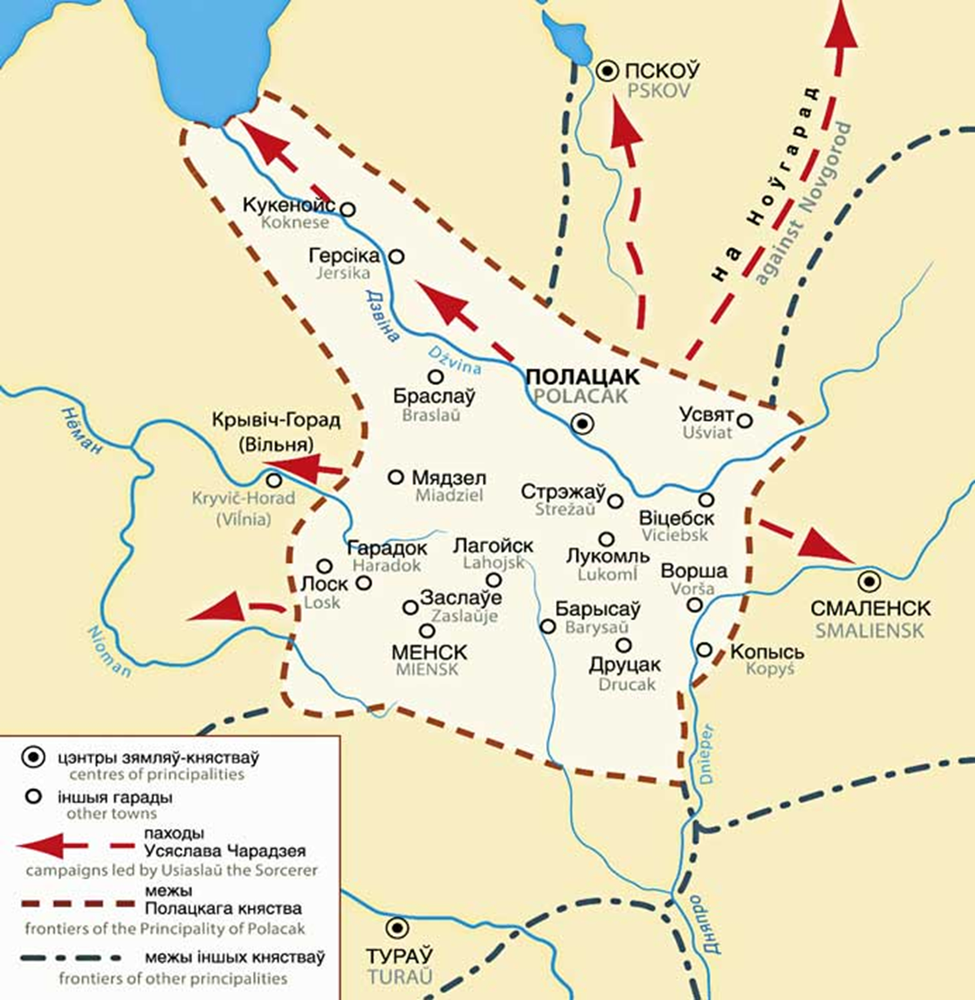 ПСКОЎ
PSKOV
на Ноўгарад
against Novgorod
Кукенойс
Koknese
Герсіка
Jersika
Дзвіна
Dźvina
ПОЛАЦАК
POLACAK
Браслаў
Braslaŭ
Усвят
Uśviat
Нёман
Крывіч-Горад
(Вільня)
Kryvič-Horad
(Viĺnia)
Мядзел
Miadziel
Стрэжаў
Strežaŭ
Віцебск
Viciebsk
Гарадок
Haradok
Лагойск
Lahojsk
Лукомль
Lukomĺ
Ворша
Vorša
Лоск
Losk
Заслаўе
Zaslaŭje
Барысаў
Barysaŭ
СМАЛЕНСК
SMALIENSK
МЕНСК
MIENSK
Друцак
Drucak
Копысь
Kopyś
Nioman
Dnieper
Дняпро
ТУРАЎ
TURAŬ
цэнтры зямляў-княстваў
centres of principalities
іншыя гарады
other towns
паходы
Усяслава Чарадзея
campaigns led by Usiaslaŭ the Sorcerer
межы
Полацкага княства
frontiers of the Principality of Polacak
межы іншых княстваў
frontiers of other principalities